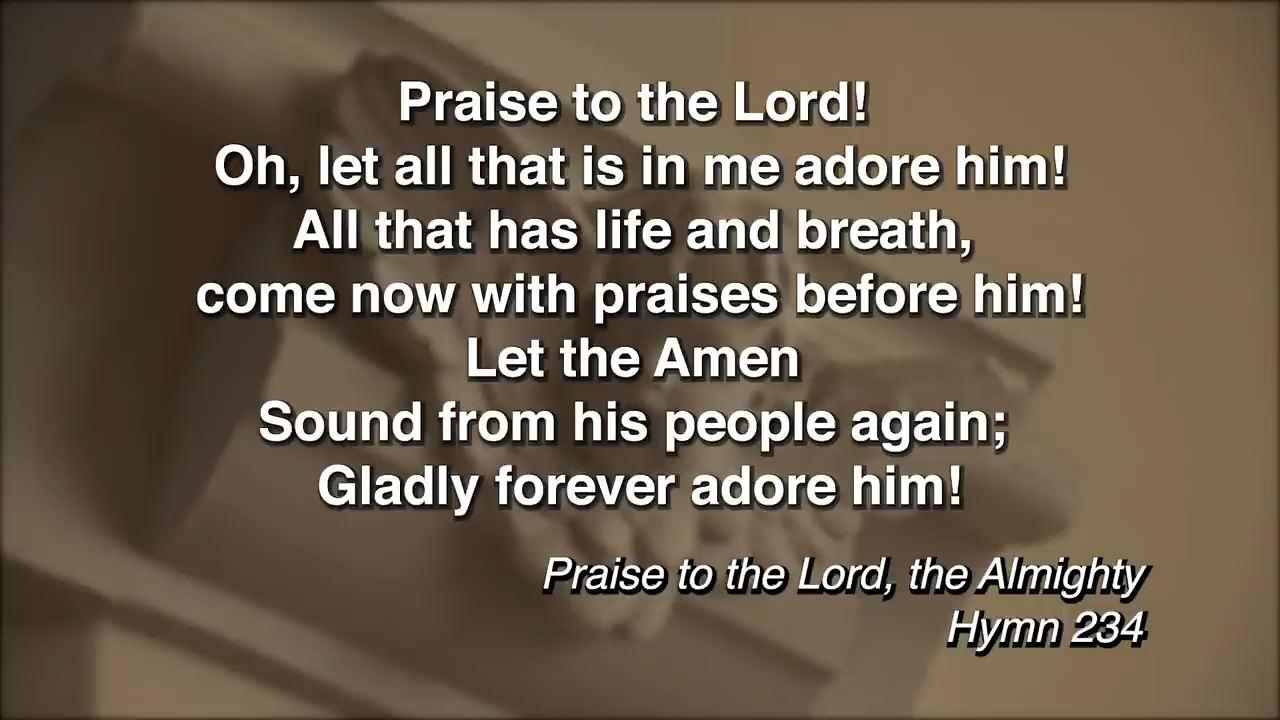 Praise to the Lord!
Oh, let all that is in me adore him!
All that has life and breath,
come now with praises before him!
Let the Amen
Sound from his people again;
Gladly forever adore him!
Praise to the Lord, the Almighty
Hymn 234